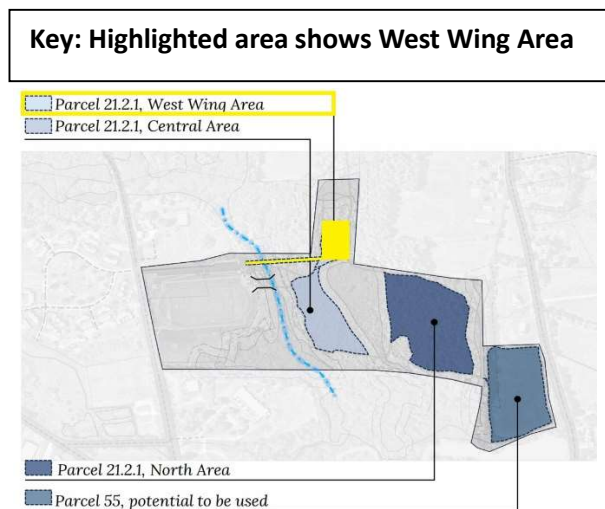 Key: Highlighted area shows West Wing Area
Parcel 21.2.1, West Wing Area
Parcel 21.2.1, Central Area
Parcel 21.2.1, North Area
Parcel 55, potential to be used